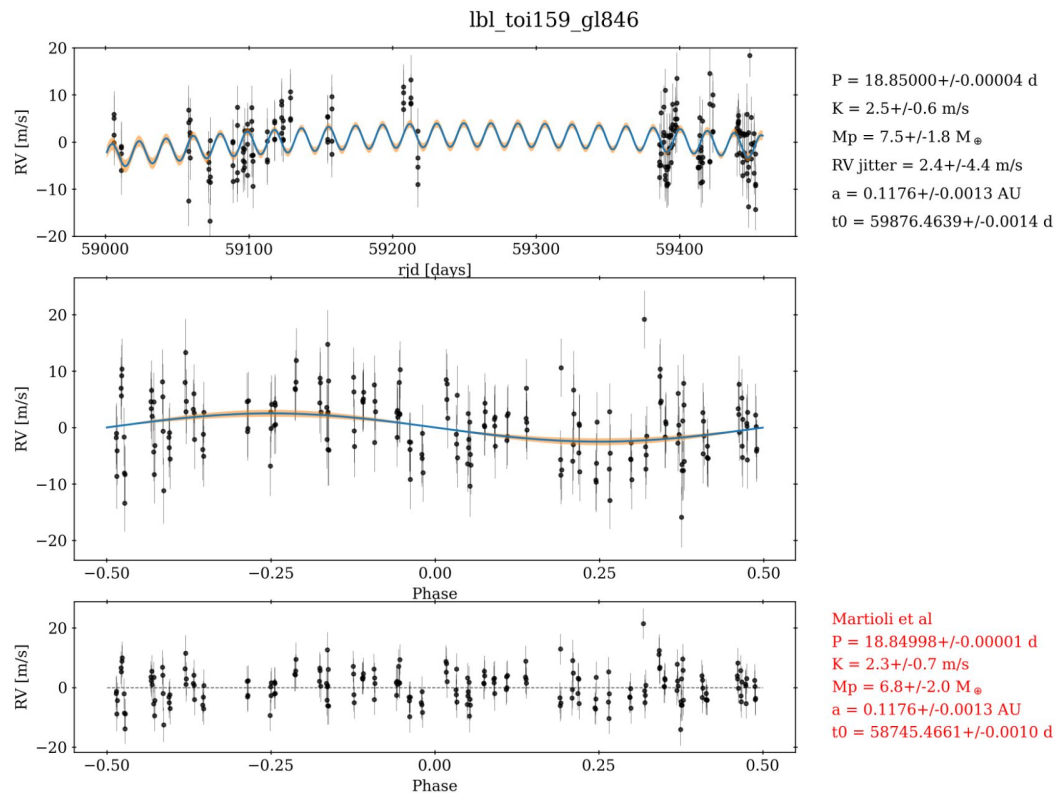 lbl_toi159_gl846
20
10
0
−10
−20
RV [m/s]
59000 59100 59200 59300 59400
rjd [days]
P = 18.85000+/-0.00004 d
K = 2.5+/-0.6 m/s
Mp = 7.5+/-1.8 M⊕
RV jitter = 2.4+/-4.4 m/s
a = 0.1176+/-0.0013 AU
t0 = 59876.4639+/-0.0014 d
20
10
0
−10
−20
RV [m/s]
−0.50 −0.25 0.00 0.25 0.50
Phase
20
0
−20
RV [m/s]
−0.50 −0.25 0.00 0.25 0.50
Phase
Martioli et al
P = 18.84998+/-0.00001 d
K = 2.3+/-0.7 m/s
Mp = 6.8+/-2.0 M⊕
a = 0.1176+/-0.0013 AU
t0 = 58745.4661+/-0.0010 d